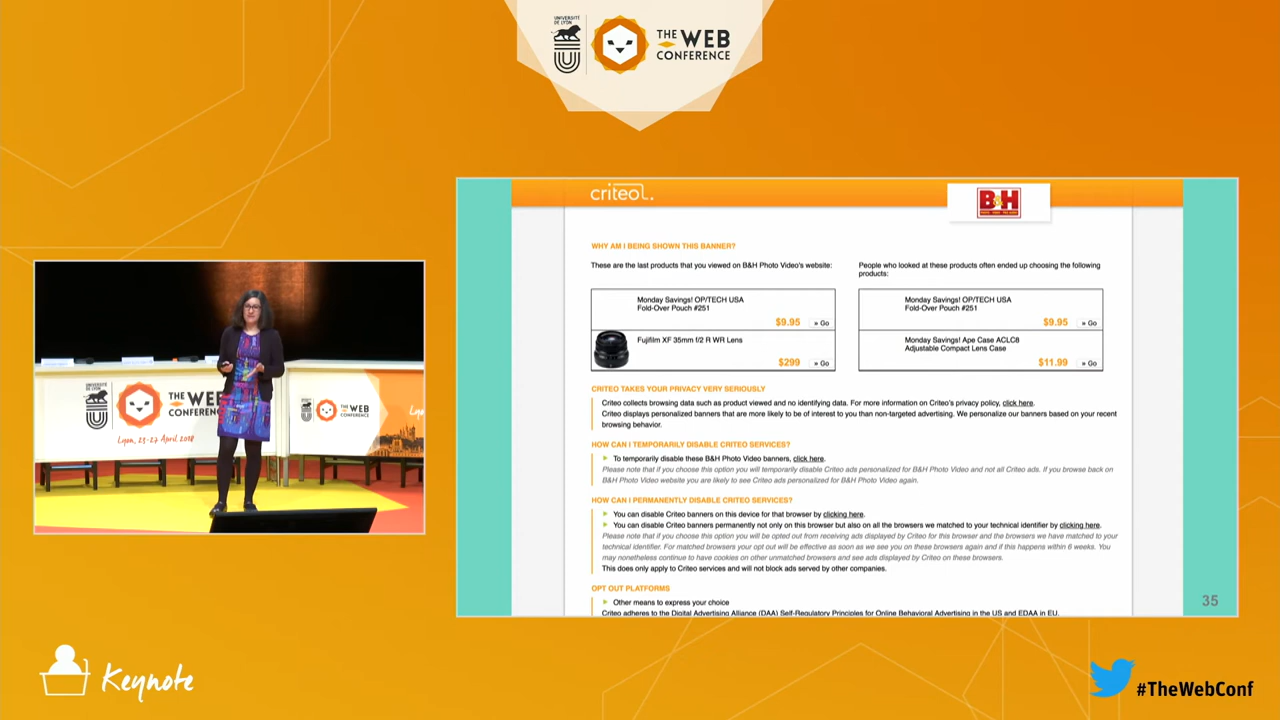 UNIVERSITÉ
DE LYON
THE WEB
CONFERENCE
criteo.
B&H
WHY AM I BEING SHOWN THIS BANNER?
These are the last products that you viewed on B&H Photo Video's website:
Monday Savings! OP/TECH USA
Fold-Over Pouch #251
$9.95 » Go
Fujifilm XF 35mm f/2 R WR Lens
$299 » Go
People who looked at these products often ended up choosing the following
products:
Monday Savings! OP/TECH USA
Fold-Over Pouch #251
$9.95 » Go
Monday Savings! Ape Case ACLC8
Adjustable Compact Lens Case
$11.99 » Go
CRITEO TAKES YOUR PRIVACY VERY SERIOUSLY
Criteo collects browsing data such as product viewed and no identifying data. For more information on Criteo's privacy policy, click here.
Criteo displays personalized banners that are more likely to be of interest to you than non-targeted advertising. We personalize our banners based on your recent
browsing behavior.
HOW CAN I TEMPORARILY DISABLE CRITEO SERVICES?
To temporarily disable these B&H Photo Video banners, click here.
Please note that if you choose this option you will temporarily disable Criteo ads personalized for B&H Photo Video and not all Criteo ads. If you browse back on
B&H Photo Video website you are likely to see Criteo ads personalized for B&H Photo Video again.
HOW CAN I PERMANENTLY DISABLE CRITEO SERVICES?
You can disable Criteo banners on this device for that browser by clicking here.
You can disable Criteo banners permanently not only on this browser but also on all the browsers we matched to your technical identifier by clicking here.
Please note that if you choose this option you will be opted out from receiving ads displayed by Criteo for this browser and the browsers we have matched to your
technical identifier. For matched browsers your opt out will be effective as soon as we see you on these browsers again and if this happens within 6 weeks. You
may nonetheless continue to have cookies on other unmatched browsers and see ads displayed by Criteo on these browsers.
This does only apply to Criteo services and will not block ads served by other companies.
OPT OUT PLATFORMS
Other means to express your choice
Criteo adheres to the Digital Advertising Alliance (DAA) Self-Regulatory Principles for Online Behavioral Advertising in the US and EDAA in EU.
35
UNIVERSITÉ
DE LYON
THE WEB
CONFERENCE
Lyon, 23-27 April 2018
THE WEB
CONFERENCE
Lyon
Keynote
#TheWebConf